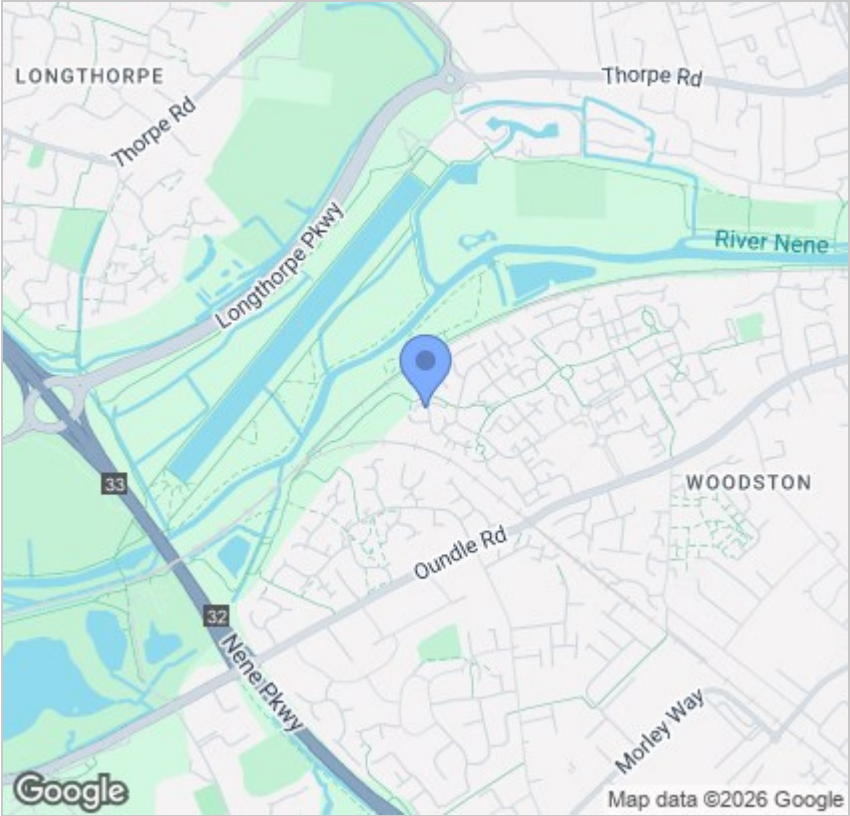 LONGTHORPE
Thorpe Rd
Thorpe Rd
Longthorpe Pkwy
River Nene
33
WOODSTON
Oundle Rd
32
Nene Pkwy
Morley Way
Google
Map data ©2026 Google